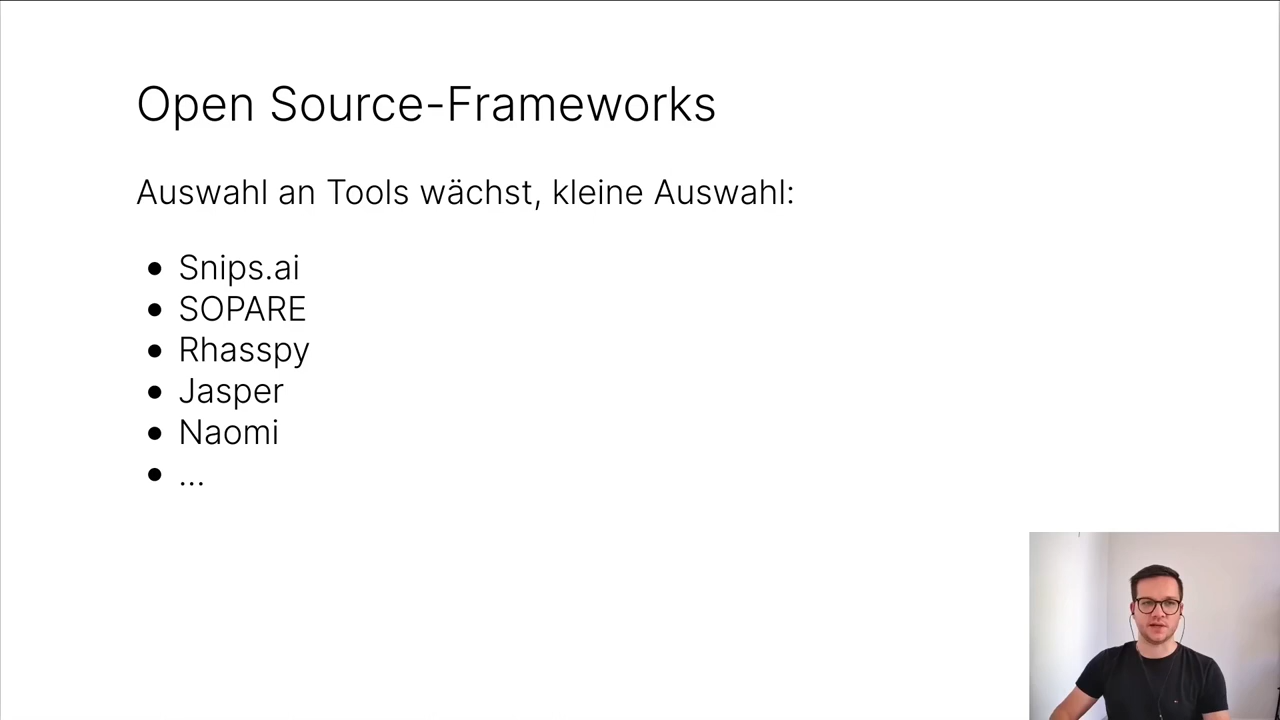 Open Source-Frameworks
Auswahl an Tools wächst, kleine Auswahl:
• Snips.ai
• SOPARE
• Rhasspy
• Jasper
• Naomi
• ...